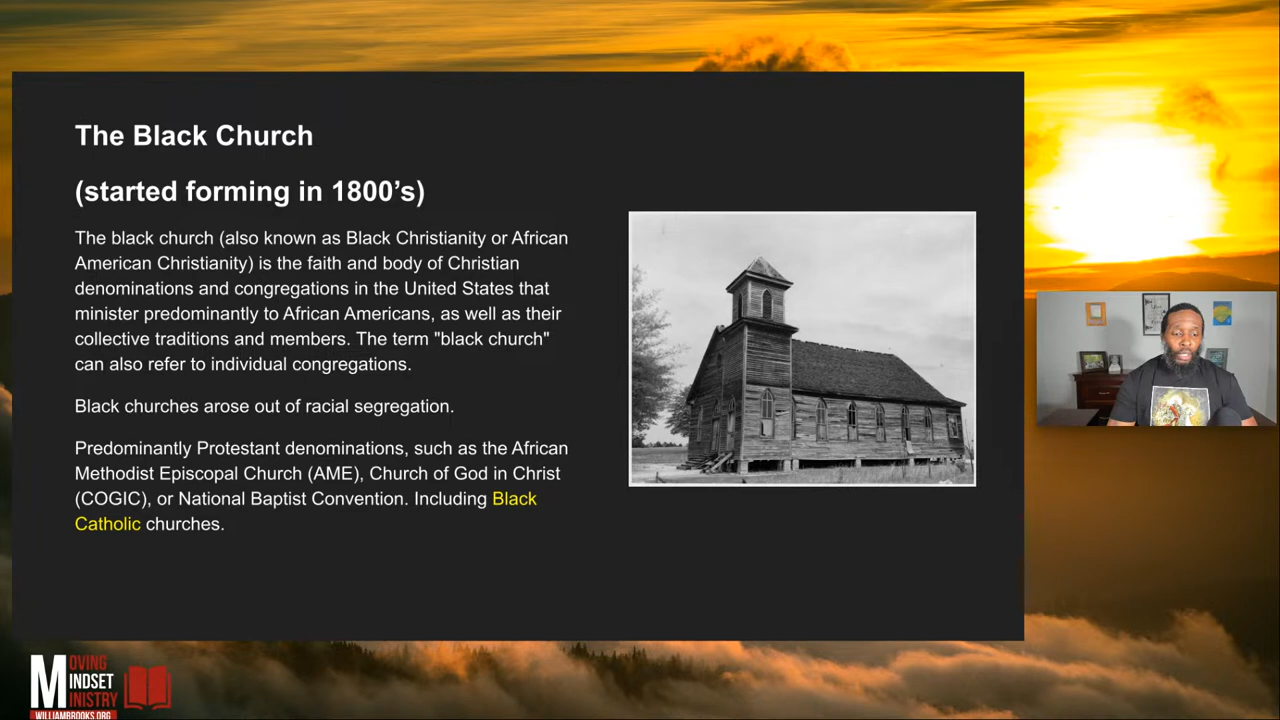 The Black Church
(started forming in 1800’s)
The black church (also known as Black Christianity or African
American Christianity) is the faith and body of Christian
denominations and congregations in the United States that
minister predominantly to African Americans, as well as their
collective traditions and members. The term "black church"
can also refer to individual congregations.
Black churches arose out of racial segregation.
Predominantly Protestant denominations, such as the African
Methodist Episcopal Church (AME), Church of God in Christ
(COGIC), or National Baptist Convention. Including Black
Catholic churches.
MOVING
MINDSET
MINISTRY
WILLIAMBROOKS.ORG